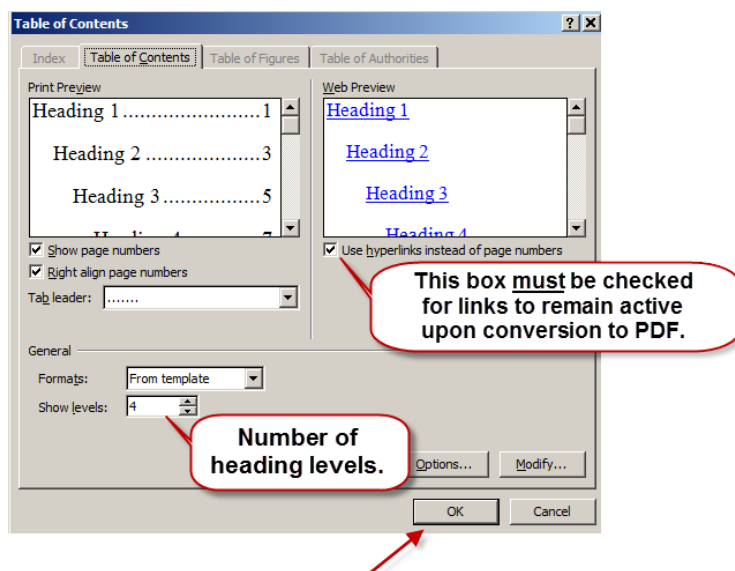 Table of Contents
Index Table of Contents Table of Figures Table of Authorities
Print Preview
Heading 1........................1
Heading 2 ....................3
Heading 3.................5
Heading 4 7
Web Preview
Heading 1
Heading 2
Heading 3
Heading 4
Show page numbers
Right align page numbers
Tab leader: .......
Use hyperlinks instead of page numbers
This box must be checked
for links to remain active
upon conversion to PDF.
General
Formats: From template
Show levels: 4
Number of
heading levels.
Options... Modify...
OK Cancel